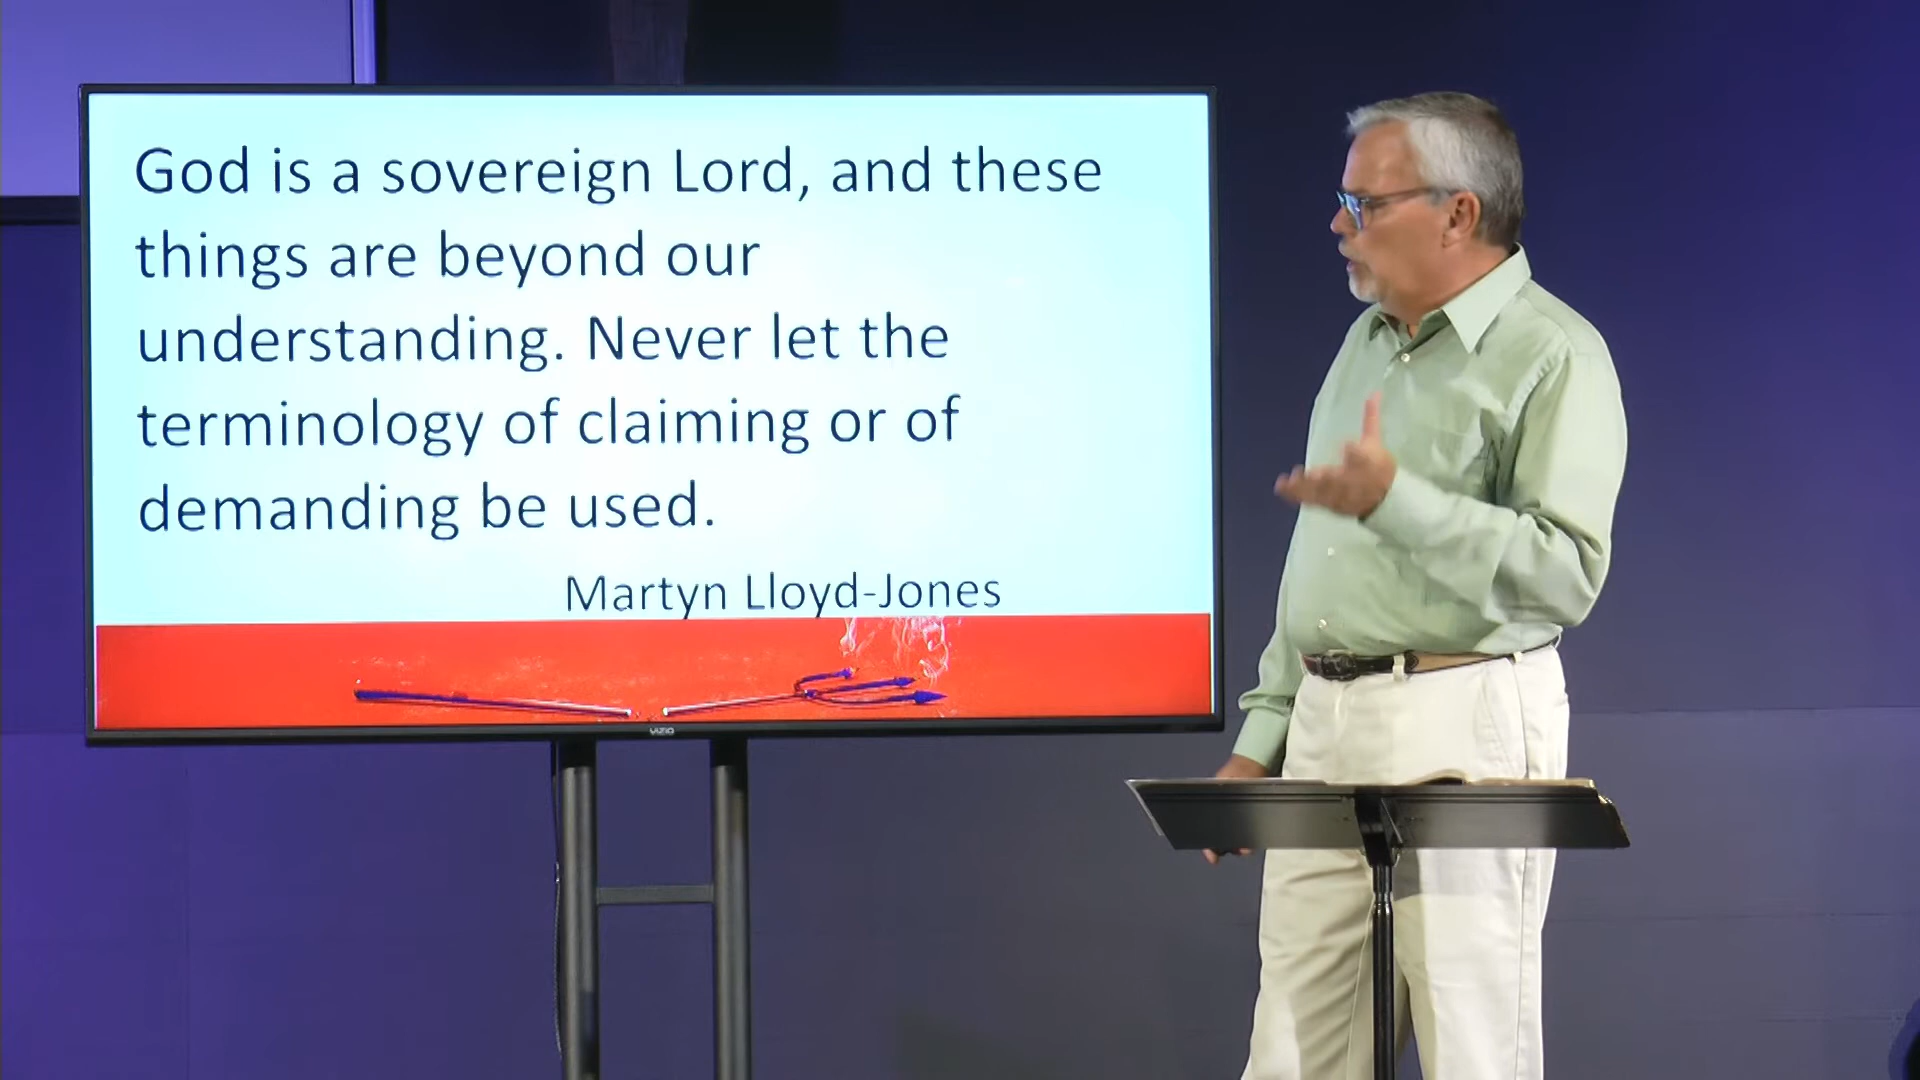 God is a sovereign Lord, and these
things are beyond our
understanding. Never let the
terminology of claiming or of
demanding be used.
Martyn Lloyd-Jones
VIZIO